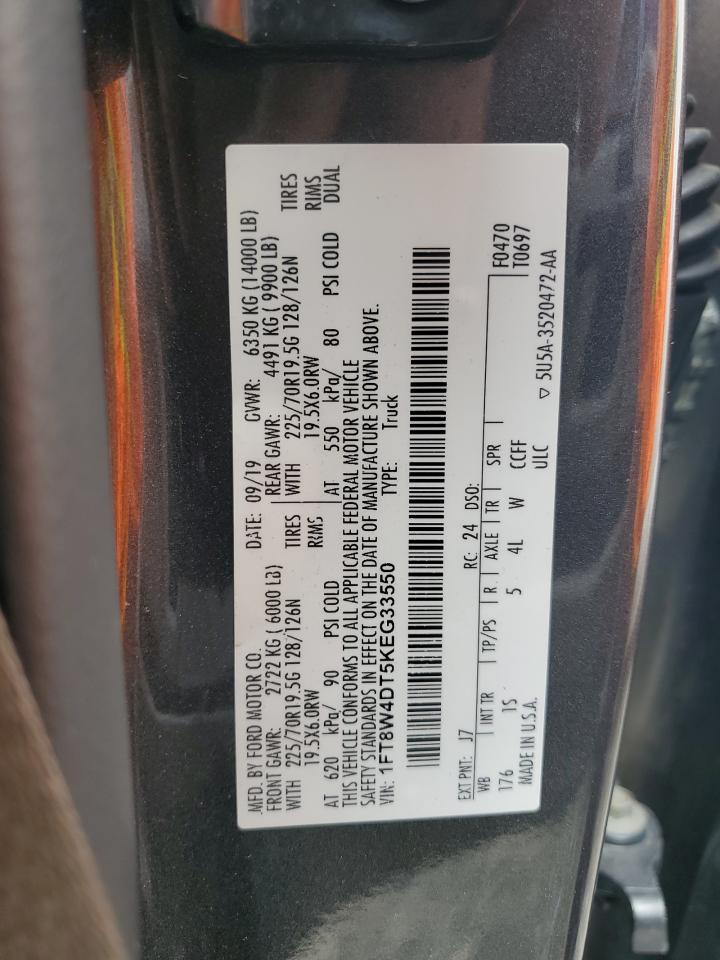 MFD. BY FORD MOTOR CO.
DATE: 09/19 GVWR: 6350 KG (14000 LB)
FRONT GAWR: 2722 KG ( 6000 LB) REAR GAWR: 4491 KG ( 9900 LB)
WITH 225/70R19.5G 128/126N TIRES WITH 225/70R19.5G 128/126N TIRES
19.5X6.0RW RIMS 19.5X6.0RW RIMS
AT 620 kPa/ 90 PSI COLD AT 550 kPa/ 80 PSI COLD DUAL
THIS VEHICLE CONFORMS TO ALL APPLICABLE FEDERAL MOTOR VEHICLE
SAFETY STANDARDS IN EFFECT ON THE DATE OF MANUFACTURE SHOWN ABOVE.
VIN: 1FT8W4DT5KEG33550 TYPE: Truck
EXT PNT: J7 RC: 24 DSO: F0470
WB INT TR TP/PS R AXLE TR SPR T0697
176 1S 5 4L W CCFF
MADE IN U.S.A. ULC ▽ 5U5A-3520472-AA